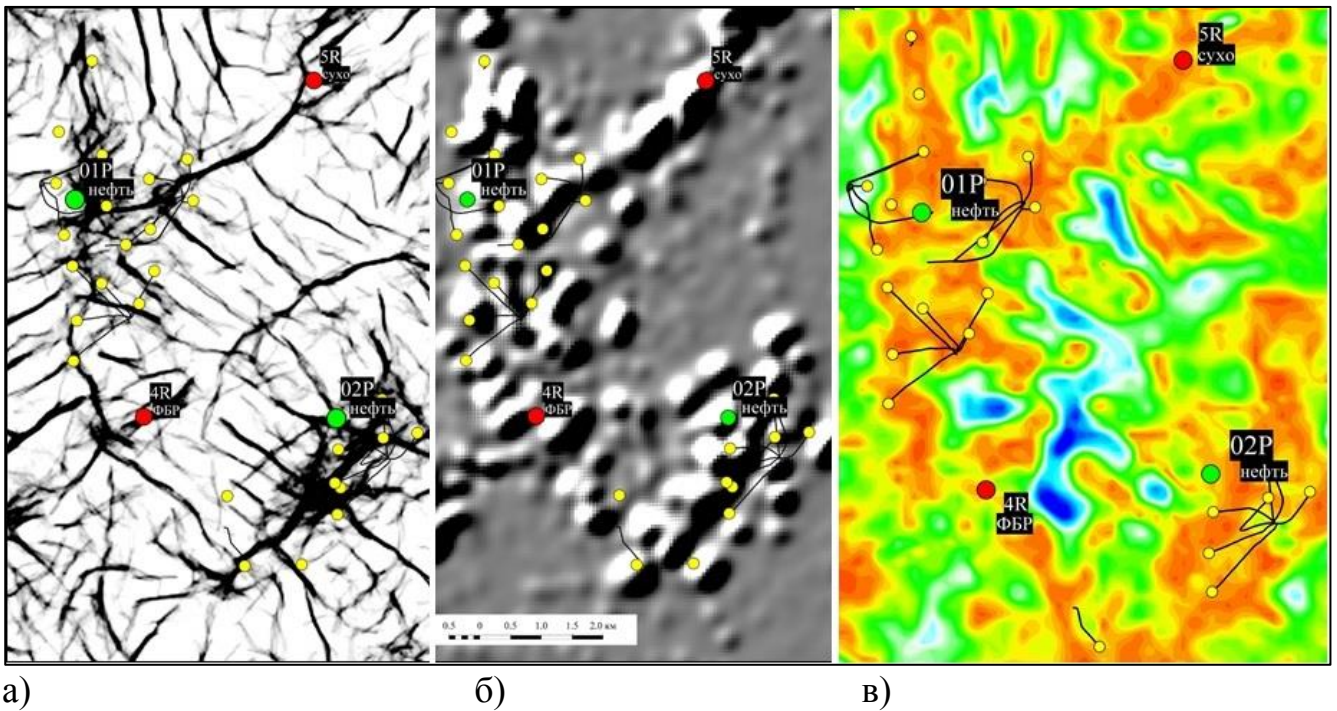 5R
сухо
01P
нефть
4R
ФБР
02P
нефть
5R
сухо
01P
нефть
4R
ФБР
02P
нефть
0.5 0 0.5 1.0 1.5 2.0 км
5R
сухо
01P
нефть
02P
нефть
4R
ФБР
а) б) в)